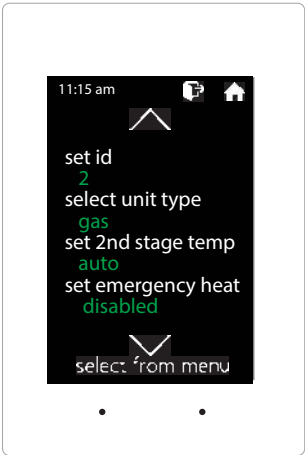 11:15 am
set id
2
select unit type
gas
set 2nd stage temp
auto
set emergency heat
disabled
select from menu